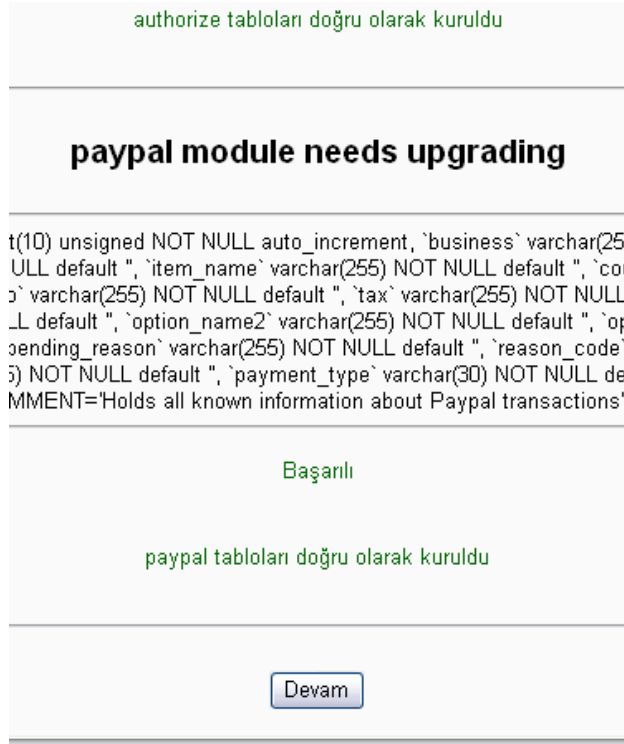 authorize tabloları doğru olarak kuruldu
paypal module needs upgrading
t(10) unsigned NOT NULL auto_increment, `business` varchar(25
ULL default '', `item_name` varchar(255) NOT NULL default '', `co
o` varchar(255) NOT NULL default '', `tax` varchar(255) NOT NULL
LL default '', `option_name2` varchar(255) NOT NULL default '', `op
pending_reason` varchar(255) NOT NULL default '', `reason_code`
5) NOT NULL default '', `payment_type` varchar(30) NOT NULL de
MMENT='Holds all known information about Paypal transactions'
Başarılı
paypal tabloları doğru olarak kuruldu
Devam